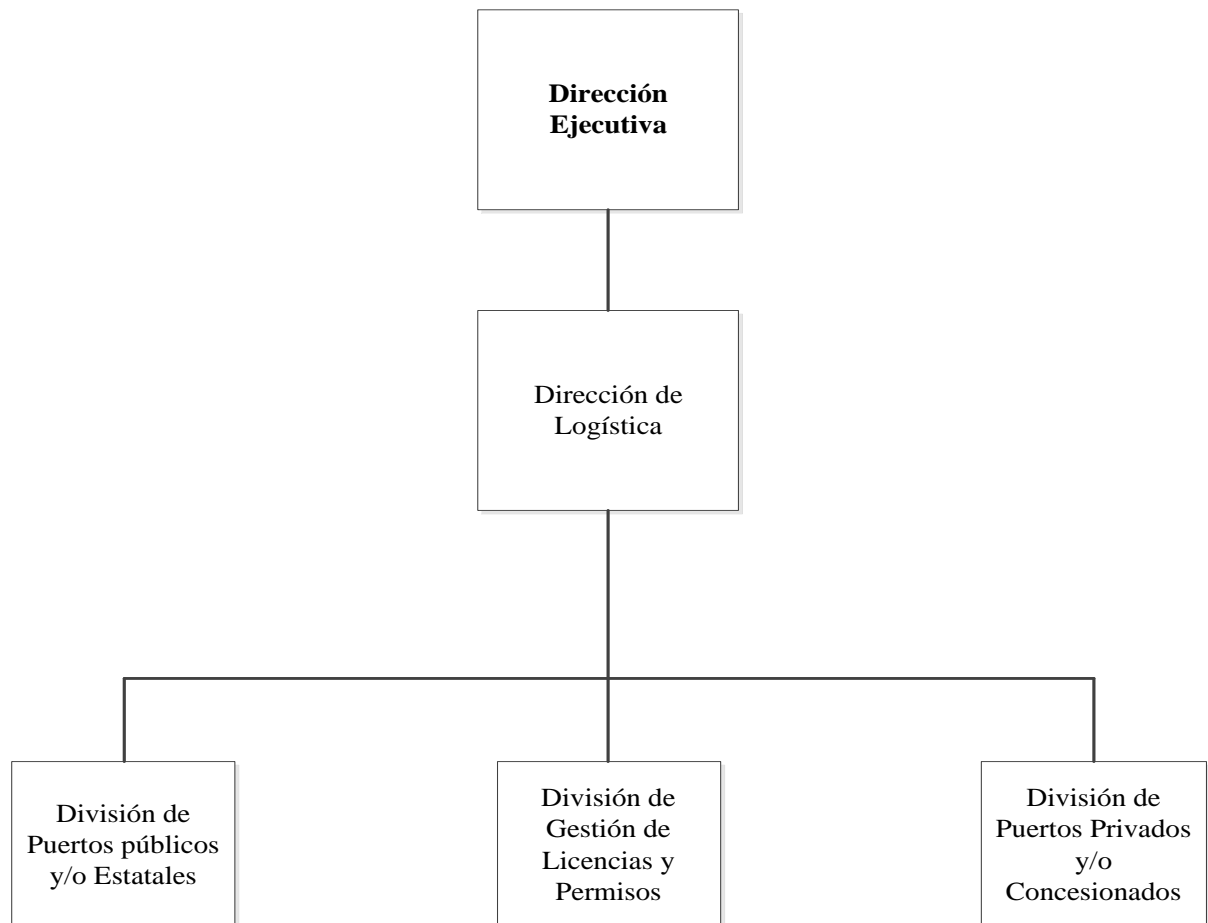 Dirección
Ejecutiva
Dirección de
Logística
División de
Puertos públicos
y/o Estatales
División de
Gestión de
Licencias y
Permisos
División de
Puertos Privados
y/o
Concesionados